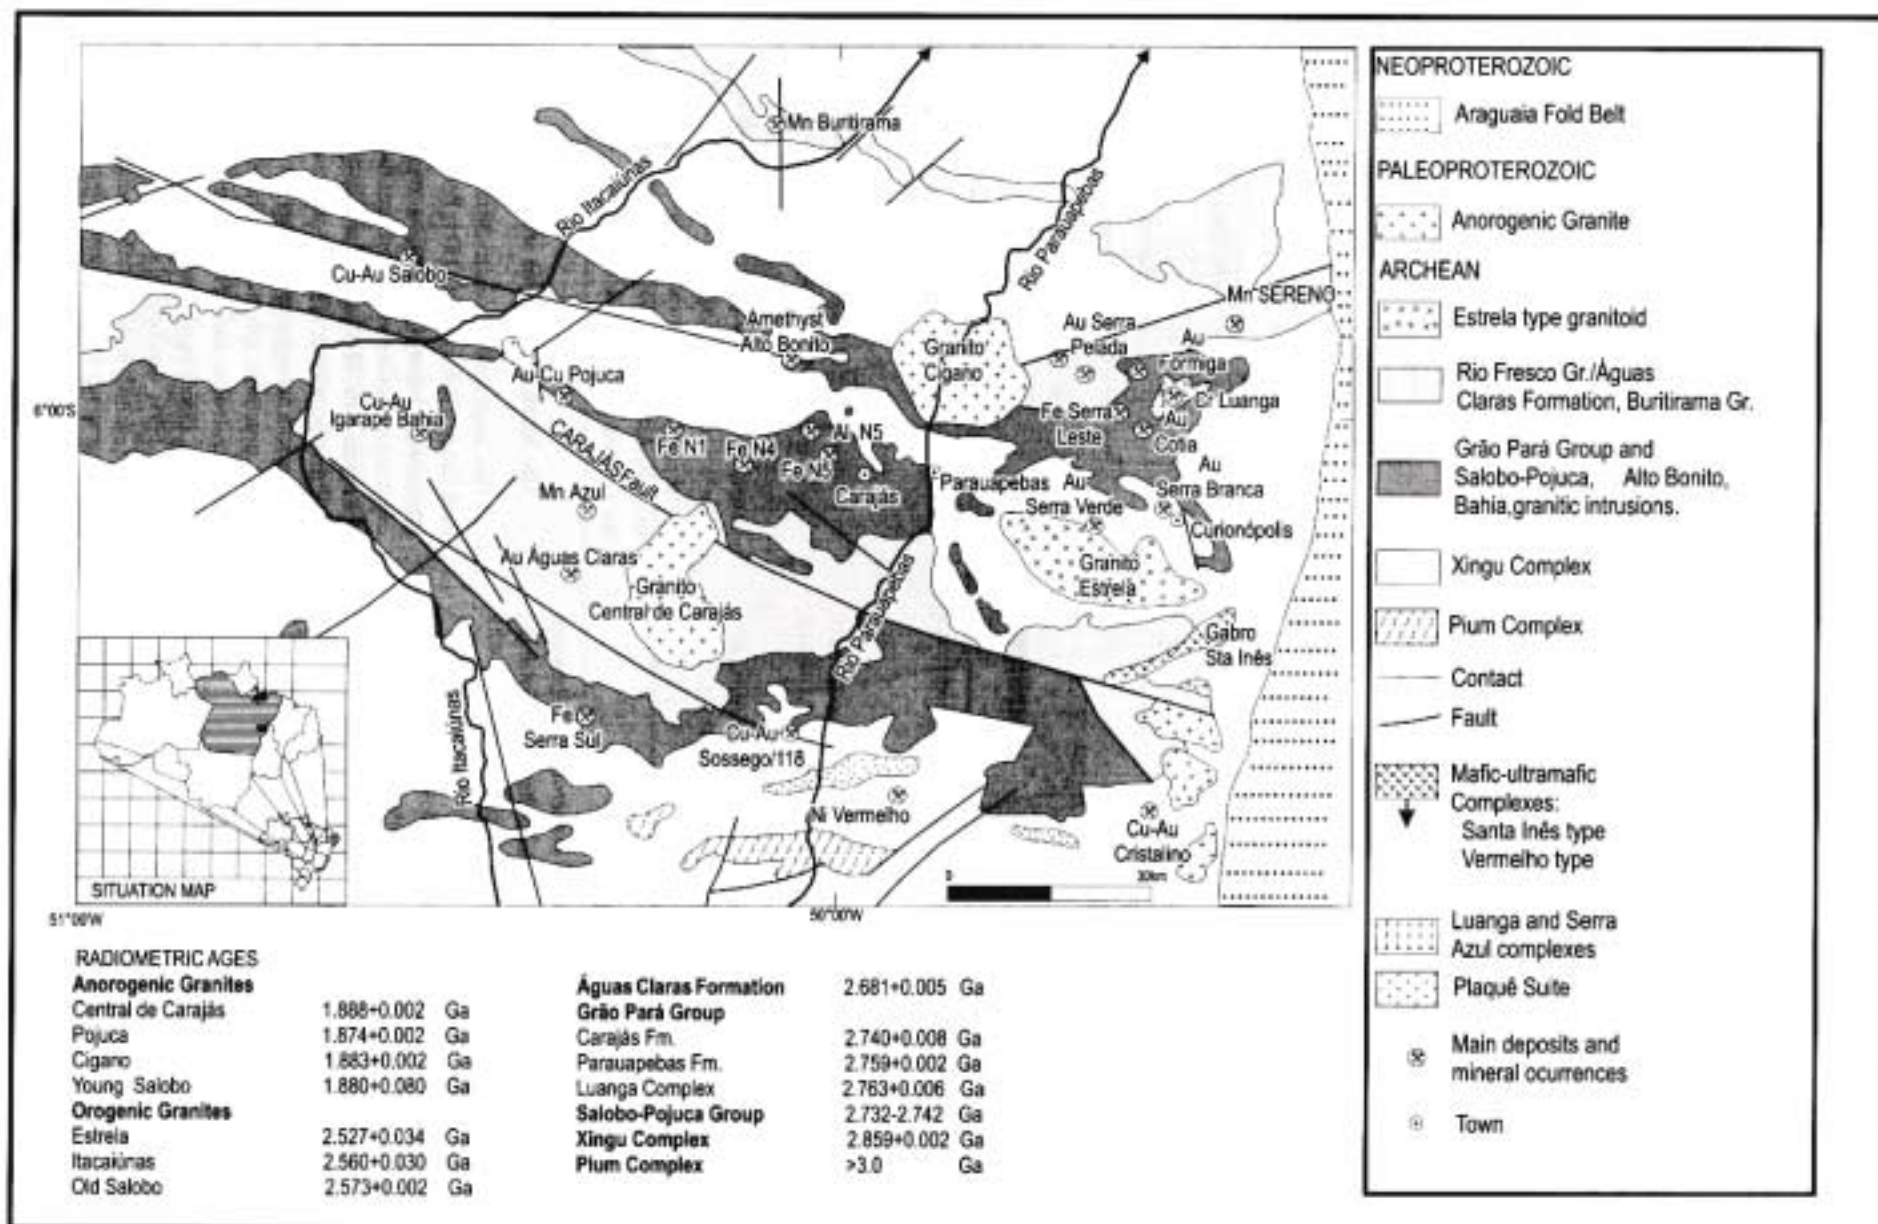 Mn Buritirama
Rio Itacaiúnas
Rio Parauapebas
Cu-Au Salobo
Mn SERENO
Amethyst
Alto Bonito
Au Serra
Pelada
Au
Formiga
Granito
Cigano
Au-Cu Pojuca
Cr Luanga
Cu-Au
Igarapé Bahia
6°00'S
CARAJÁS Fault
Fe N1
Fe N4
Al N5
Fe N5
Fe Serra
Leste
Au
Cotia
Carajás
Parauapebas
Au
Serra Verde
Au
Serra Branca
Curionópolis
Mn Azul
Au Águas Claras
Granito
Central de Carajás
Granito
Estrela
Rio Parauapebas
Gabro
Sta Inês
Rio Itacaiúnas
Fe
Serra Sul
Cu-Au
Sossego/118
Ni Vermelho
Cu-Au
Cristalino
SITUATION MAP
0 30km
51°00'W
50°00'W
NEOPROTEROZOIC
Araguaia Fold Belt
PALEOPROTEROZOIC
Anorogenic Granite
ARCHEAN
Estrela type granitoid
Rio Fresco Gr./Águas
Claras Formation, Buritirama Gr.
Grão Pará Group and
Salobo-Pojuca, Alto Bonito,
Bahia,granitic intrusions.
Xingu Complex
Pium Complex
Contact
Fault
Mafic-ultramafic
Complexes:
Santa Inês type
Vermelho type
Luanga and Serra
Azul complexes
Plaquê Suite
Main deposits and
mineral ocurrences
Town
RADIOMETRIC AGES
Anorogenic Granites
Central de Carajás 1.888+0.002 Ga
Pojuca 1.874+0.002 Ga
Cigano 1.883+0.002 Ga
Young Salobo 1.880+0.080 Ga
Orogenic Granites
Estrela 2.527+0.034 Ga
Itacaiúnas 2.560+0.030 Ga
Old Salobo 2.573+0.002 Ga
Águas Claras Formation 2.681+0.005 Ga
Grão Pará Group
Carajás Fm. 2.740+0.008 Ga
Parauapebas Fm. 2.759+0.002 Ga
Luanga Complex 2.763+0.006 Ga
Salobo-Pojuca Group 2.732-2.742 Ga
Xingu Complex 2.859+0.002 Ga
Pium Complex >3.0 Ga